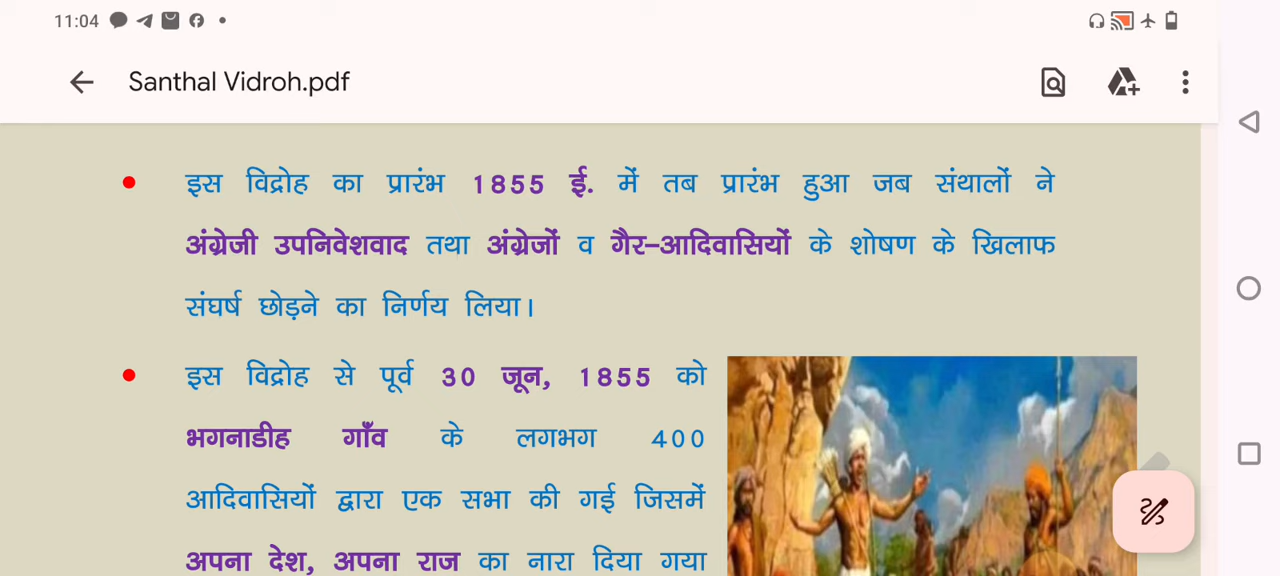 11:04
Santhal Vidroh.pdf
इस विद्रोह का प्रारंभ 1855 ई. में तब प्रारंभ हुआ जब संथालों ने
अंग्रेजी उपनिवेशवाद तथा अंग्रेजों व गैर–आदिवासियों के शोषण के खिलाफ
संघर्ष छोड़ने का निर्णय लिया।
इस विद्रोह से पूर्व 30 जून, 1855 को
भगनाडीह गाँव के लगभग 400
आदिवासियों द्वारा एक सभा की गई जिसमें
अपना देश, अपना राज का नारा दिया गया